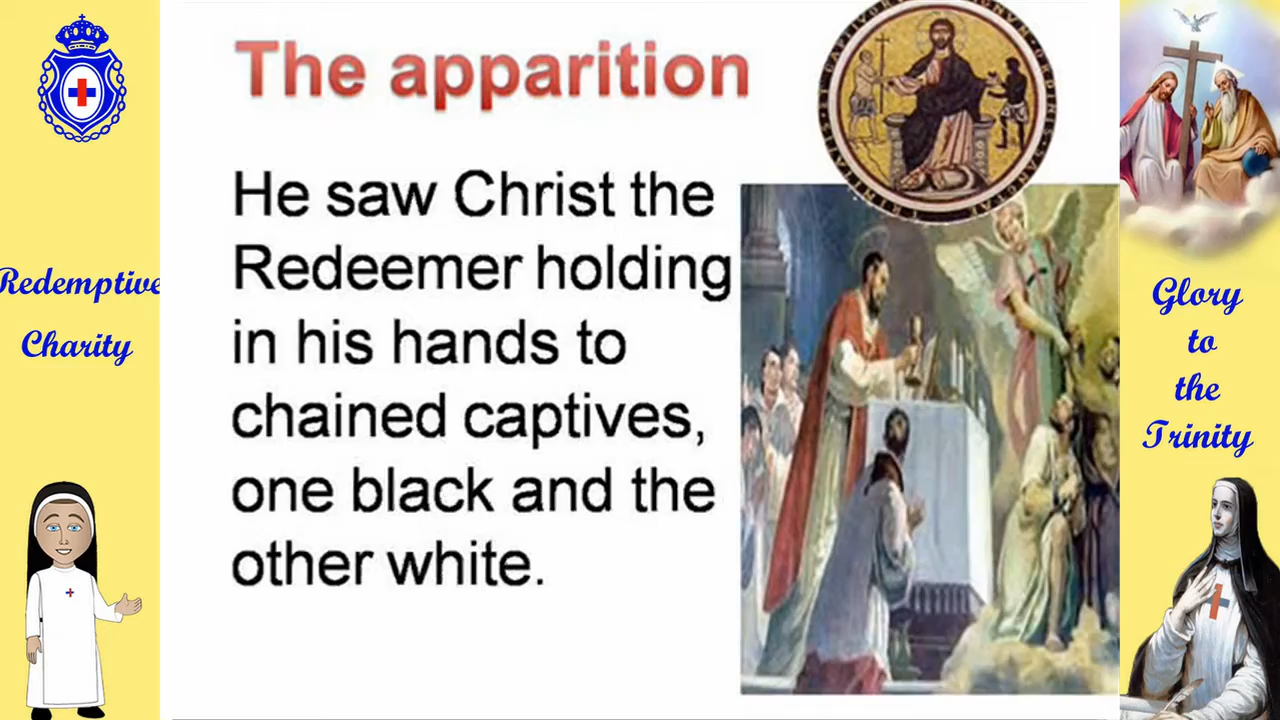 The apparition
He saw Christ the
Redeemer holding
in his hands to
chained captives,
one black and the
other white.
Redemptive
Charity
Glory
to
the
Trinity